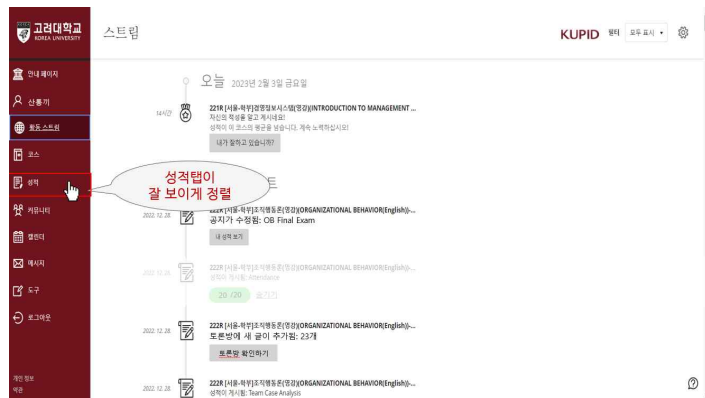 고려대학교
KOREA UNIVERSITY
스트림
KUPID
필터
모두 표시
안내 페이지
활동 스트림
코스
성적
커뮤니티
캘린더
메시지
도구
로그아웃
개인 정보
약관
오늘 2023년 2월 3일 금요일
14시간
221R [서울-학부]경영정보시스템(영강)(INTRODUCTION TO MANAGEMENT ...
자신의 적성을 알고 계시네요!
성적이 이 코스의 평균을 넘습니다. 계속 노력하십시오!
내가 잘하고 있습니까?
성적탭이
잘 보이게 정렬
트
2022. 12. 28.
222R [서울-학부]조직행동론(영강)(ORGANIZATIONAL BEHAVIOR(English))-...
공지가 수정됨: OB Final Exam
내 성적 보기
2022. 12. 28.
222R [서울-학부]조직행동론(영강)(ORGANIZATIONAL BEHAVIOR(English))-...
성적이 게시됨: Attendance
20 /20
2022. 12. 28.
222R [서울-학부]조직행동론(영강)(ORGANIZATIONAL BEHAVIOR(English))-...
토론방에 새 글이 추가됨: 23개
토론방 확인하기
2022. 12. 28.
222R [서울-학부]조직행동론(영강)(ORGANIZATIONAL BEHAVIOR(English))-...
성적이 게시됨: Team Case Analysis